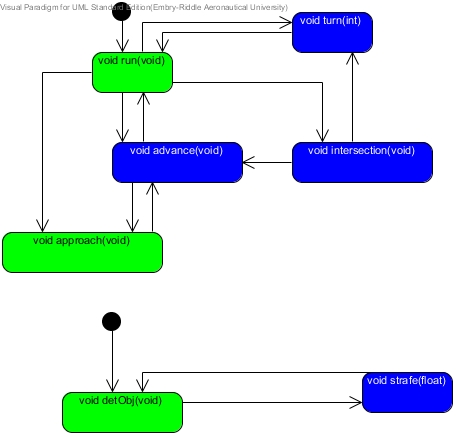 Visual Paradigm for UML Standard Edition(Embry-Riddle Aeronautical University)
void turn(int)
void run(void)
void advance(void)
void intersection(void)
void approach(void)
void strafe(float)
void detObj(void)